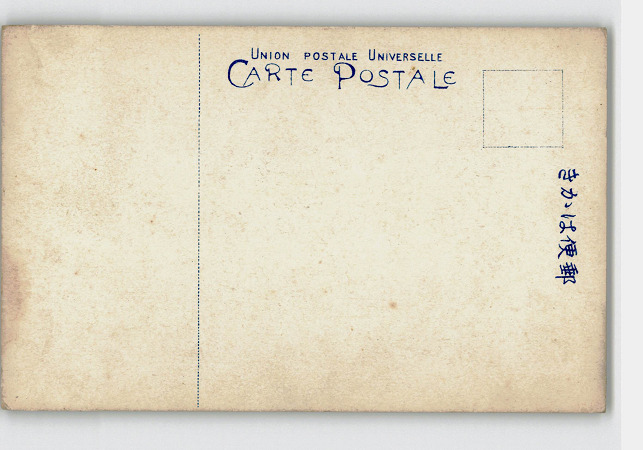 UNION POSTALE UNIVERSELLE
CARTE POSTALE
きかは便郵